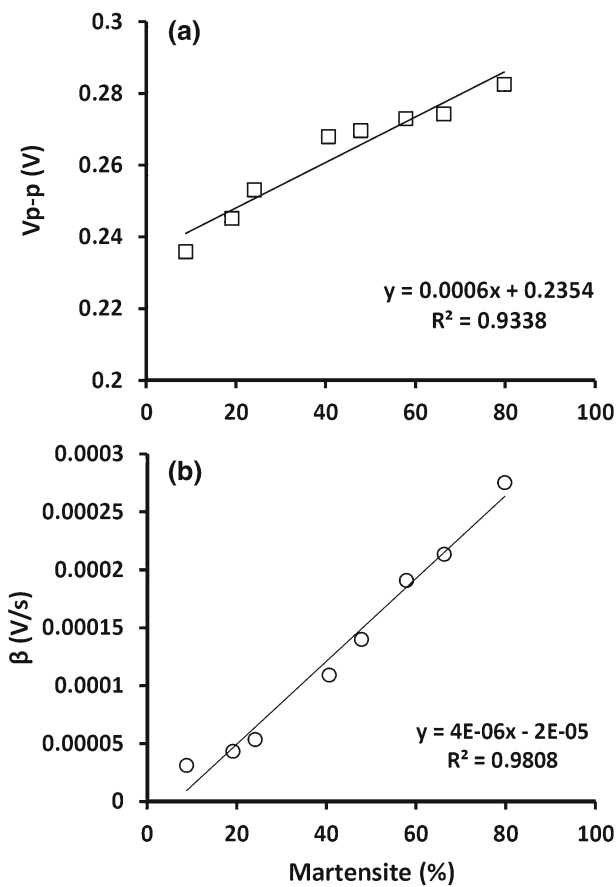 (a)
0.3
0.28
0.26
0.24
0.22
0.2
Vp-p (V)
y = 0.0006x + 0.2354
R² = 0.9338
0 20 40 60 80 100
(b)
0.0003
0.00025
0.0002
0.00015
0.0001
0.00005
0
β (V/s)
y = 4E-06x - 2E-05
R² = 0.9808
0 20 40 60 80 100
Martensite (%)